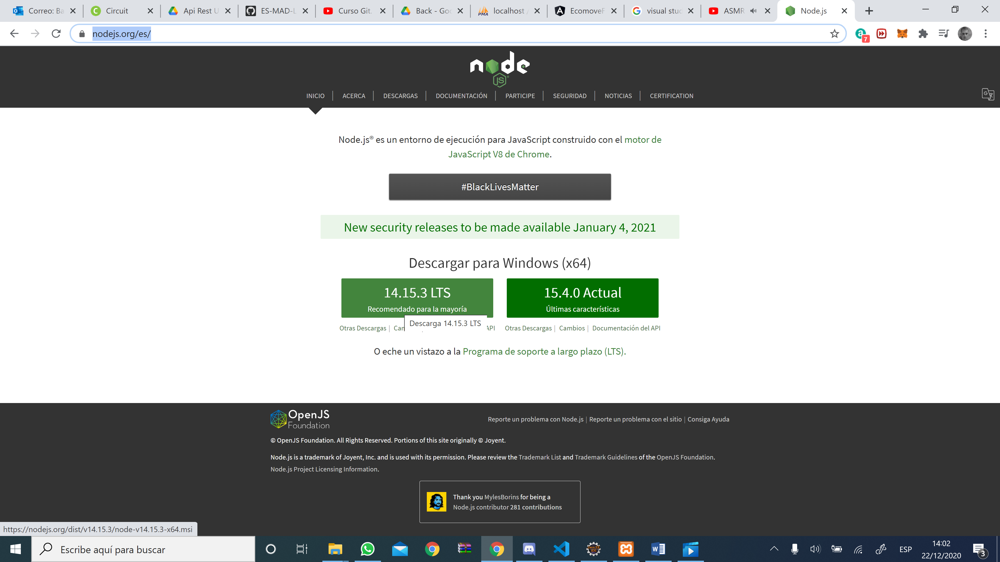 Correo: Ba
Circuit
Api Rest U
ES-MAD-L
Curso Git.
Back - Goo
localhost /
EcomoveF
visual stud
ASMR
Node.js
nodejs.org/es/
7
node
JS
INICIO
ACERCA
DESCARGAS
DOCUMENTACIÓN
PARTICIPE
SEGURIDAD
NOTICIAS
CERTIFICATION
Node.js® es un entorno de ejecución para JavaScript construido con el motor de
JavaScript V8 de Chrome.
#BlackLivesMatter
New security releases to be made available January 4, 2021
Descargar para Windows (x64)
14.15.3 LTS
Recomendado para la mayoría
15.4.0 Actual
Últimas características
Descarga 14.15.3 LTS
Otras Descargas | API
Otras Descargas | Cambios | Documentación del API
O eche un vistazo a la Programa de soporte a largo plazo (LTS).
OpenJS
Foundation
Reporte un problema con Node.js | Reporte un problema con el sitio | Consiga Ayuda
© OpenJS Foundation. All Rights Reserved. Portions of this site originally © Joyent.
Node.js is a trademark of Joyent, Inc. and is used with its permission. Please review the Trademark List and Trademark Guidelines of the OpenJS Foundation.
Node.js Project Licensing Information.
Thank you MylesBorins for being a
Node.js contributor 281 contributions
https://nodejs.org/dist/v14.15.3/node-v14.15.3-x64.msi
Escribe aquí para buscar
ESP
14:02
22/12/2020
3